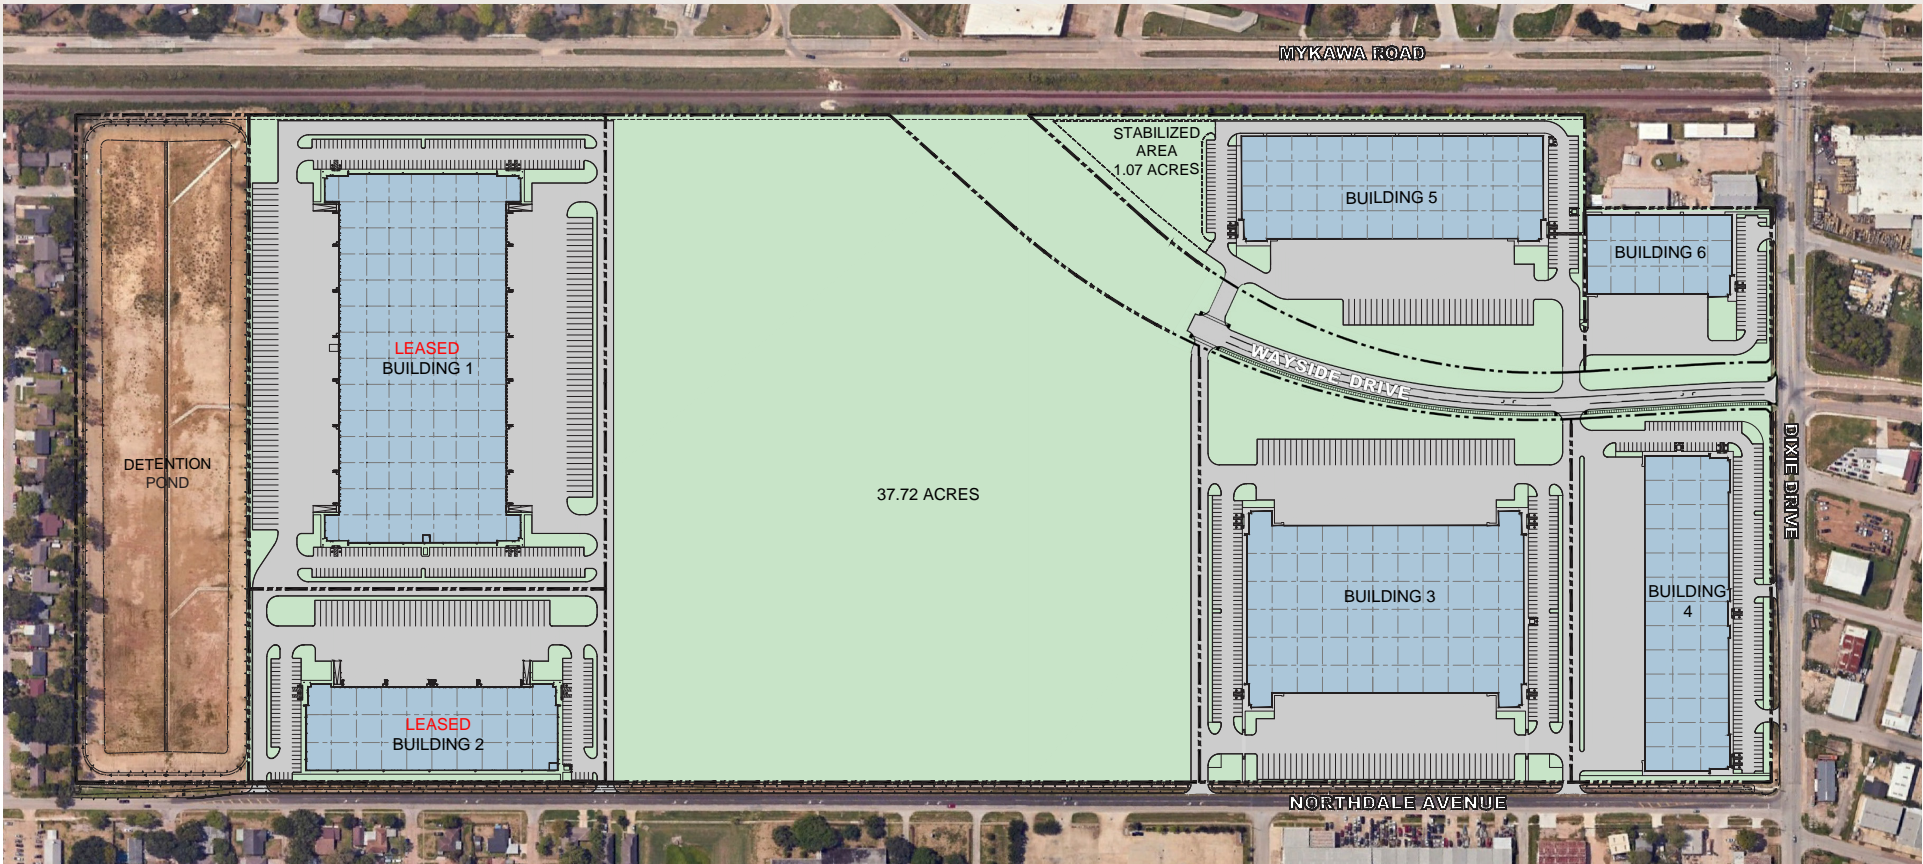 MYKAWA ROAD
STABILIZED
AREA
1.07 ACRES
BUILDING 5
BUILDING 6
LEASED
BUILDING 1
WAYSIDE DRIVE
DETENTION
POND
37.72 ACRES
DIXIE DRIVE
BUILDING 3
BUILDING
4
LEASED
BUILDING 2
NORTHDALE AVENUE